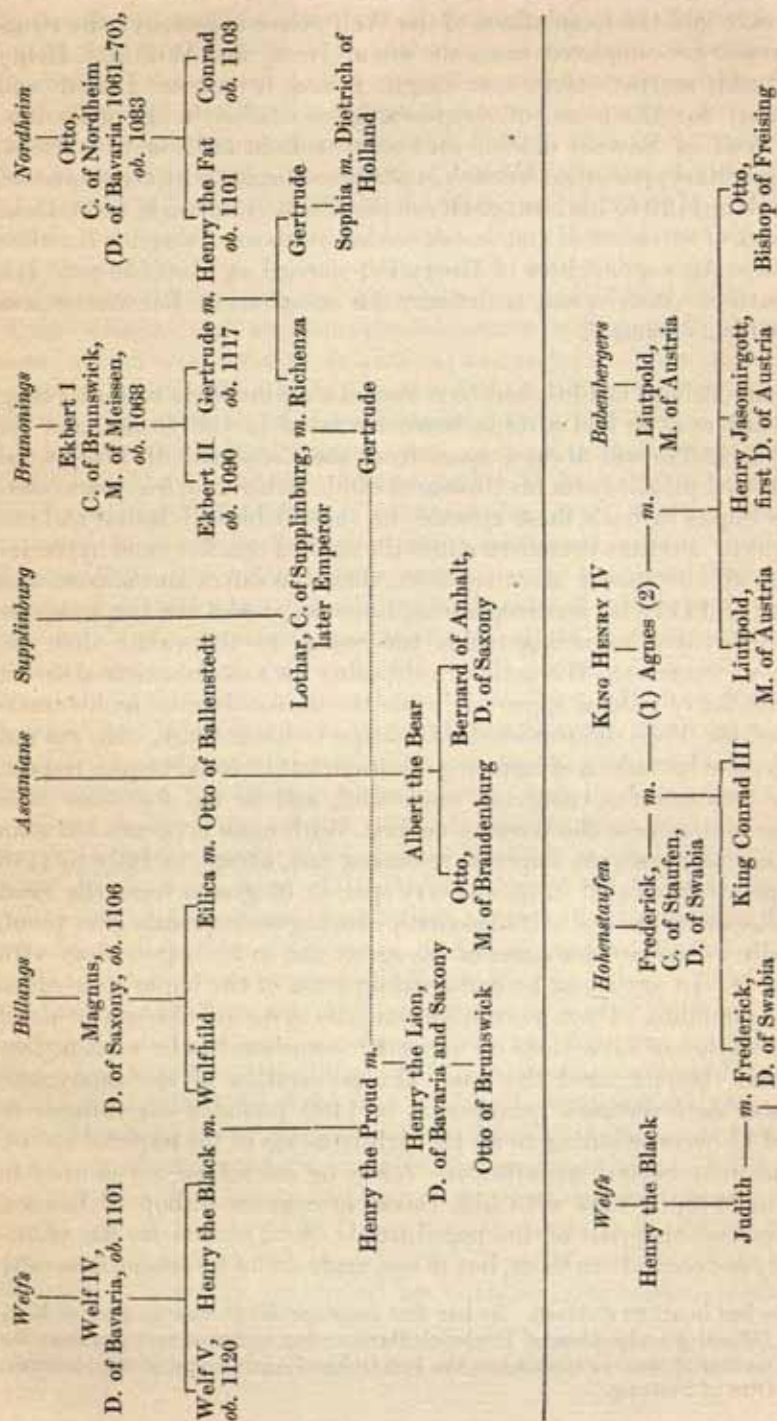 Welfs Billungs Ascanians Supplinburg Brunonings Nordheim
Welf IV, Magnus, Ekbert I Otto,
D. of Bavaria, ob. 1101 D. of Saxony, ob. 1106 C. of Brunswick, C. of Nordheim
M. of Meissen, (D. of Bavaria, 1061–70),
ob. 1068 ob. 1083
Welf V, Henry the Black m. Wulfhild Eilica m. Otto of Ballenstedt Ekbert II Gertrude m. Henry the Fat Conrad
ob. 1120 ob. 1090 ob. 1117 ob. 1101 ob. 1103
Lothar, C. of Supplinburg, m. Richenza Gertrude
later Emperor
Sophia m. Dietrich of
Holland
Henry the Proud m. Gertrude
Albert the Bear
Henry the Lion,
D. of Bavaria and Saxony
Otto, Bernard of Anhalt,
M. of Brandenburg D. of Saxony
Otto of Brunswick
Welfs Hohenstaufen KING HENRY IV Babenbergers
Henry the Black Frederick, m. (1) Agnes (2) m. Liutpold,
C. of Staufen, M. of Austria
D. of Swabia
Judith m. Frederick, King Conrad III Liutpold, Henry Jasomirgott, Otto,
D. of Swabia M. of Austria first D. of Austria Bishop of Freising